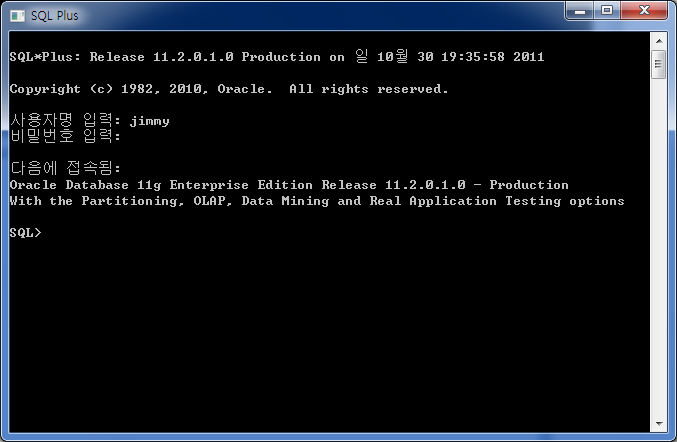 SQL Plus
SQL*Plus: Release 11.2.0.1.0 Production on 일 10월 30 19:35:58 2011
Copyright (c) 1982, 2010, Oracle.  All rights reserved.
사용자명 입력: jimmy
비밀번호 입력:
다음에 접속됨:
Oracle Database 11g Enterprise Edition Release 11.2.0.1.0 - Production
With the Partitioning, OLAP, Data Mining and Real Application Testing options
SQL>